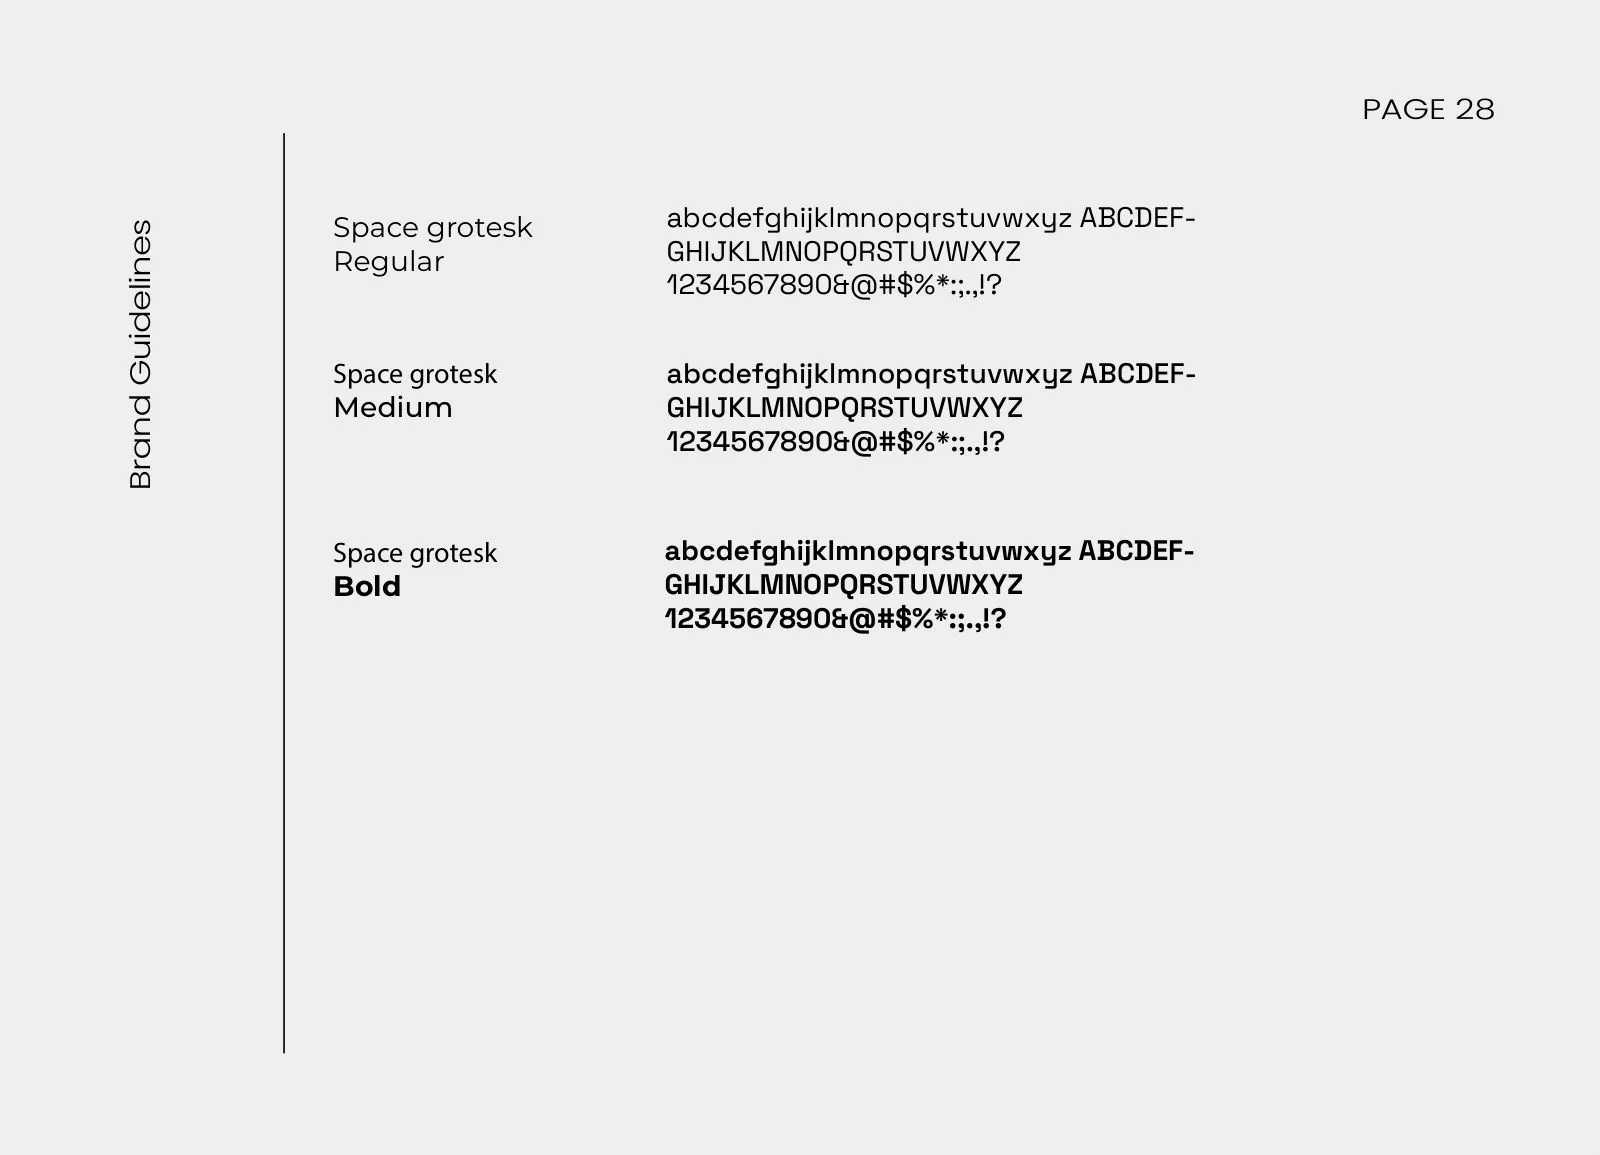 PAGE 28
Brand Guidelines
Space grotesk
Regular
abcdefghijklmnopqrstuvwxyz ABCDEF-
GHIJKLMNOPQRSTUVWXYZ
1234567890&@#$%*:;.,!?
Space grotesk
Medium
abcdefghijklmnopqrstuvwxyz ABCDEF-
GHIJKLMNOPQRSTUVWXYZ
1234567890&@#$%*:;.,!?
Space grotesk
Bold
abcdefghijklmnopqrstuvwxyz ABCDEF-
GHIJKLMNOPQRSTUVWXYZ
1234567890&@#$%*:;.,!?